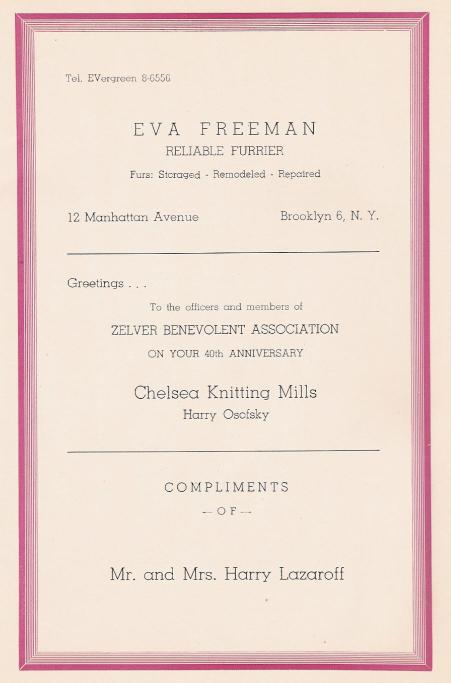 Tel. EVergreen 8-6556
EVA FREEMAN
RELIABLE FURRIER
Furs: Storaged - Remodeled - Repaired
12 Manhattan Avenue Brooklyn 6, N. Y.
Greetings . . .
To the officers and members of
ZELVER BENEVOLENT ASSOCIATION
ON YOUR 40th ANNIVERSARY
Chelsea Knitting Mills
Harry Osofsky
COMPLIMENTS
— OF —
Mr. and Mrs. Harry Lazaroff